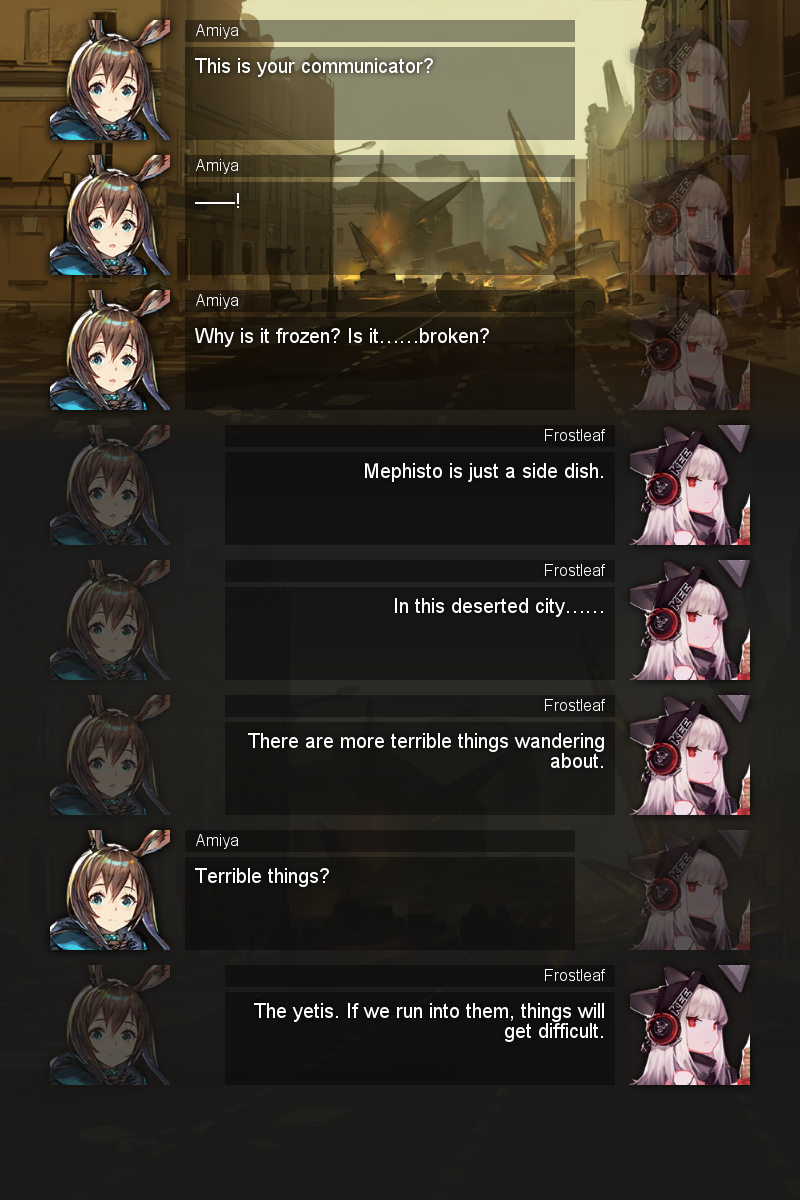 Amiya
This is your communicator?
Amiya
——!
Amiya
Why is it frozen? Is it……broken?
Frostleaf
Mephisto is just a side dish.
Frostleaf
In this deserted city……
Frostleaf
There are more terrible things wandering
about.
Amiya
Terrible things?
Frostleaf
The yetis. If we run into them, things will
get difficult.